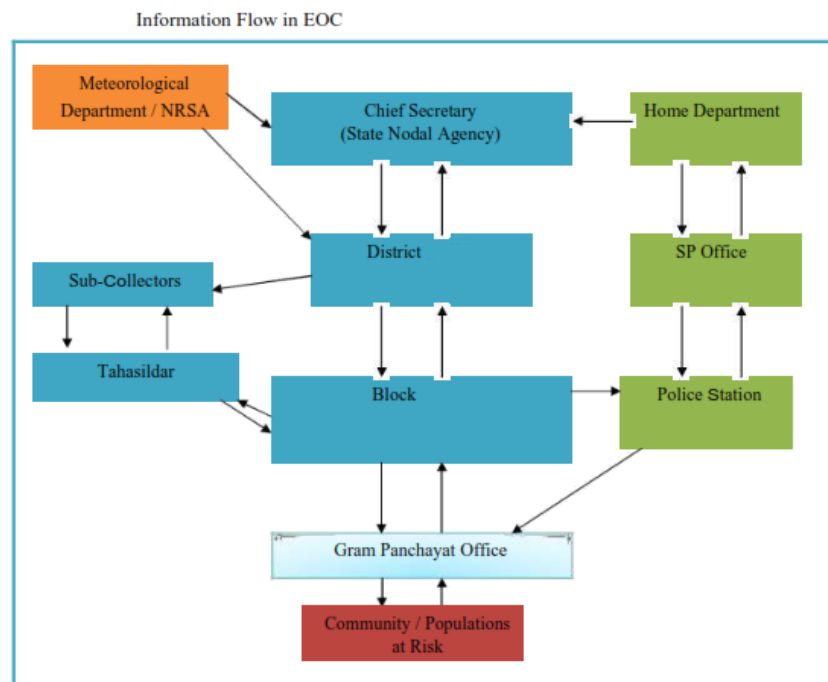 Information Flow in EOC
Meteorological
Department / NRSA
Chief Secretary
(State Nodal Agency)
Home Department
District
SP Office
Sub-Collectors
Tahasildar
Block
Police Station
Gram Panchayat Office
Community / Populations
at Risk